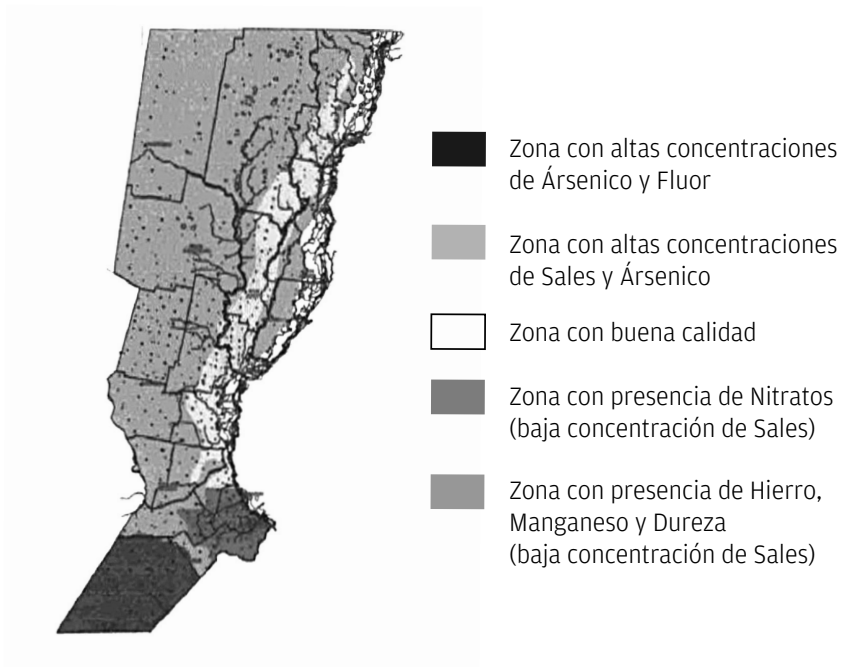 Zona con altas concentraciones
de Ársenico y Fluor
Zona con altas concentraciones
de Sales y Ársenico
Zona con buena calidad
Zona con presencia de Nitratos
(baja concentración de Sales)
Zona con presencia de Hierro,
Manganeso y Dureza
(baja concentración de Sales)